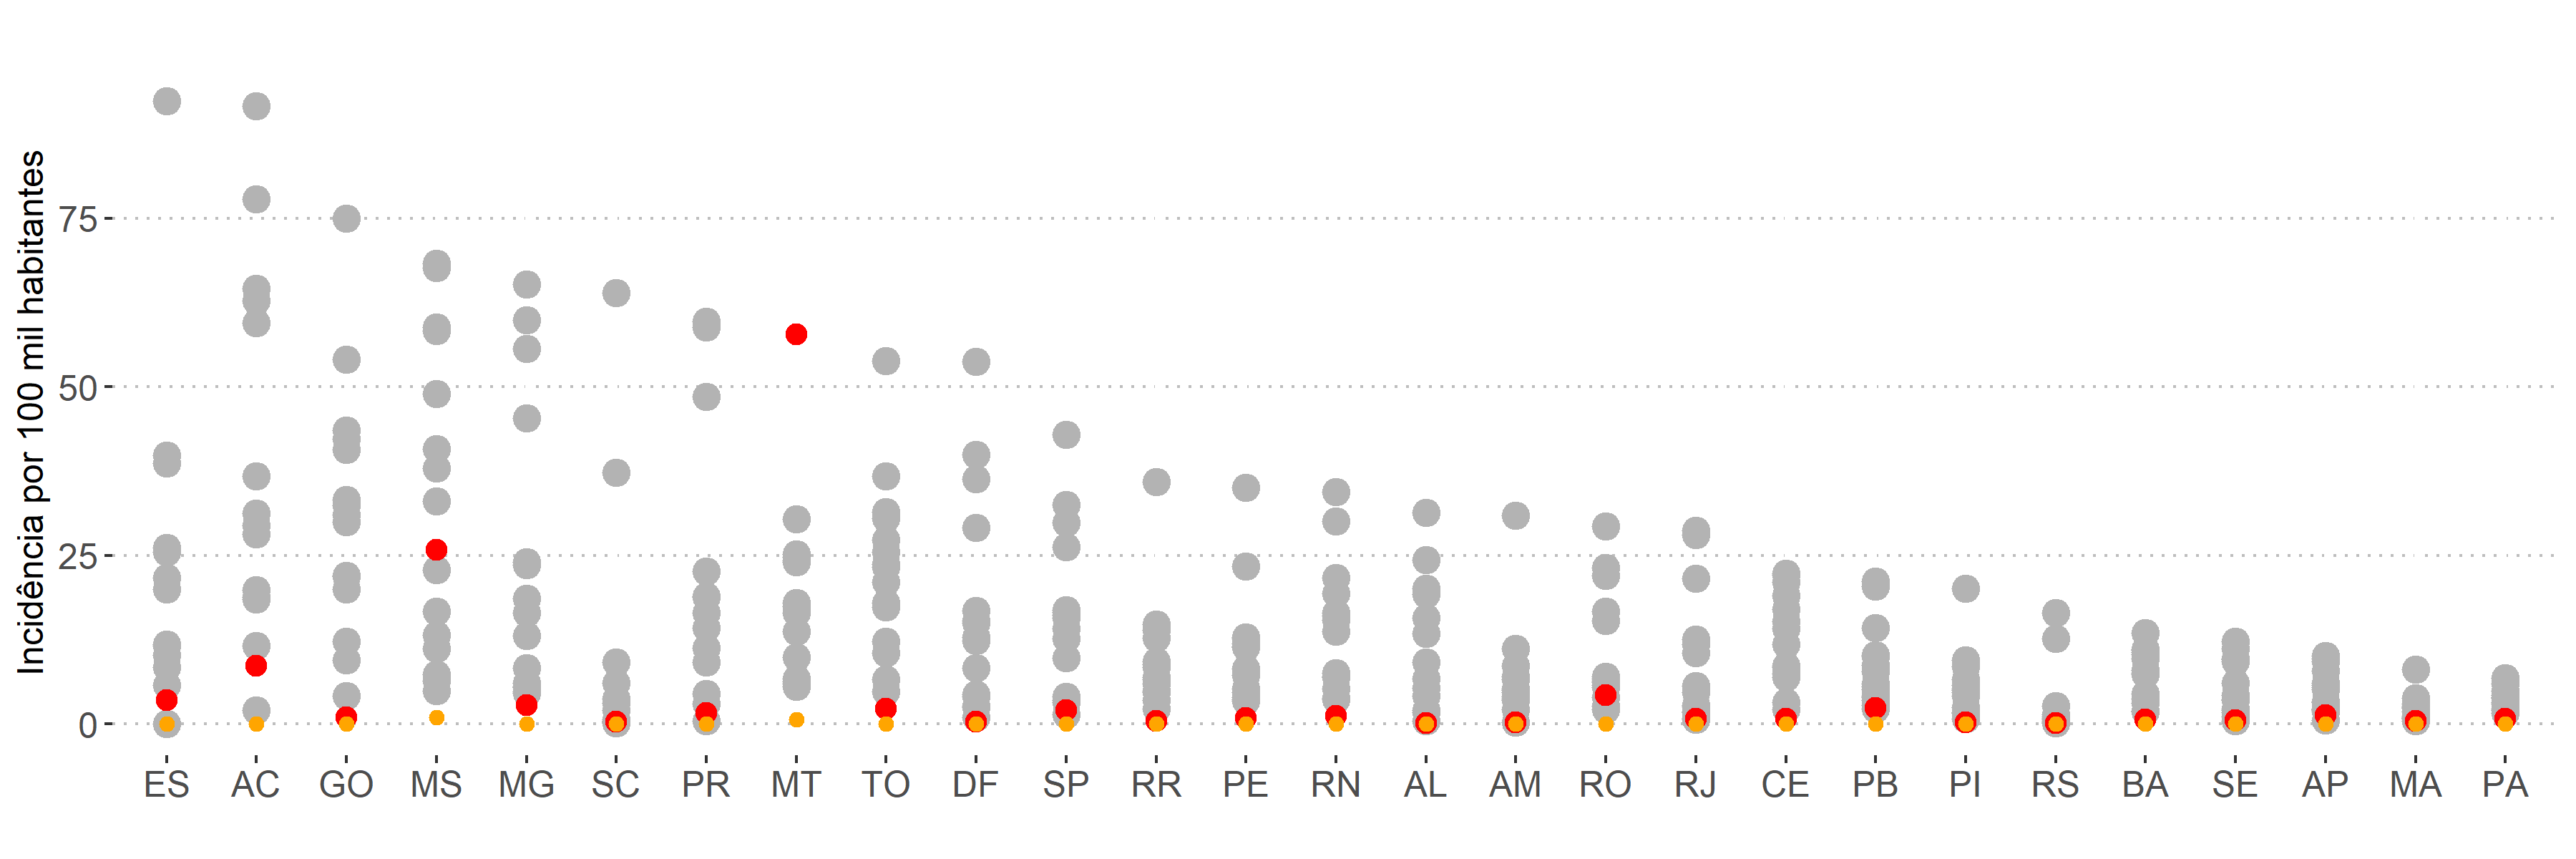 Incidência por 100 mil habitantes
75
50
25
0
ES AC GO MS MG SC PR MT TO DF SP RR PE RN AL AM RO RJ CE PB PI RS BA SE AP MA PA